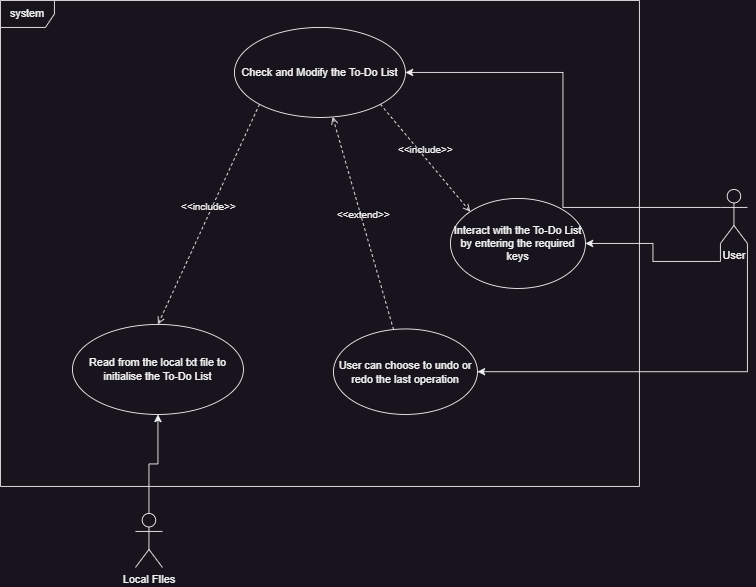 system
Check and Modify the To-Do List
<<include>>
<<include>>
<<extend>>
Interact with the To-Do List
by entering the required
keys
User
Read from the local txt file to
initialise the To-Do List
User can choose to undo or
redo the last operation
Local FIles